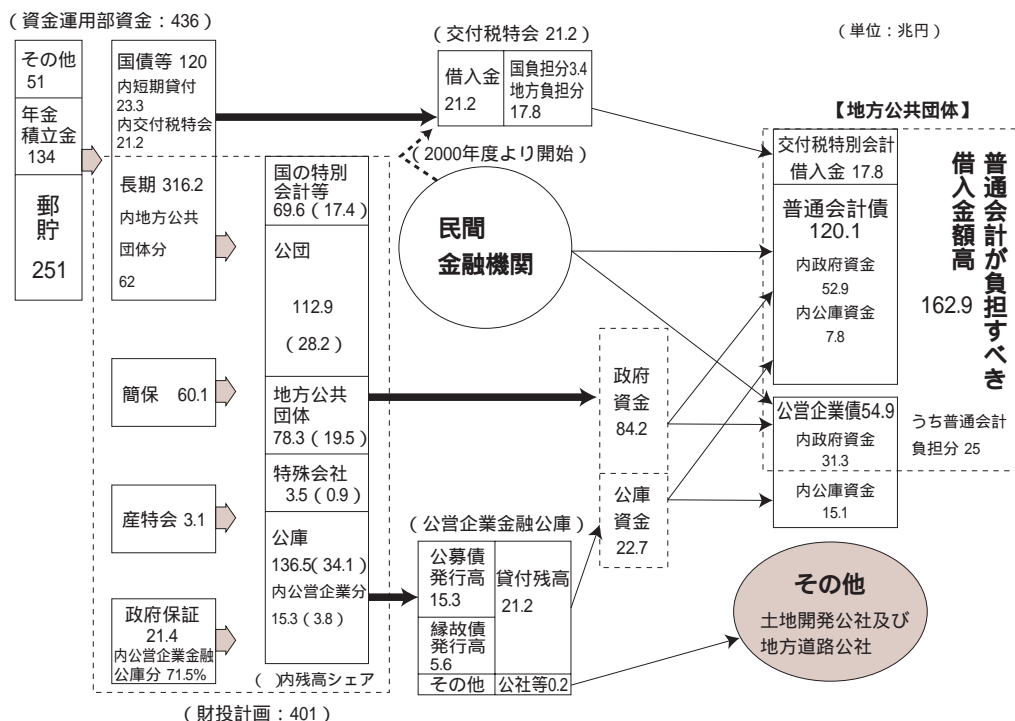 （資金運用部資金：436）
その他
51
年金
積立金
134
郵
貯
251
国債等 120
内短期貸付
23.3
内交付税特会
21.2
長期 316.2
内地方公共
団体分
62
簡保 60.1
産特会 3.1
政府保証
21.4
内公営企業金融
公庫分 71.5%
国の特別
会計等
69.6（17.4）
公団
112.9
（28.2）
地方公共
団体
78.3（19.5）
特殊会社
3.5（0.9）
公庫
136.5(34.1）
内公営企業分
15.3（3.8）
（　）内残高シェア
（財投計画：401）
（交付税特会 21.2）
借入金
21.2
国負担分3.4
地方負担分
17.8
（2000年度より開始）
民間
金融機関
政府
資金
84.2
公庫
資金
22.7
（公営企業金融公庫）
公募債
発行高
15.3
縁故債
発行高
5.6
その他
貸付残高
21.2
公社等0.2
（単位：兆円）
【地方公共団体】
交付税特別会計
借入金 17.8
普通会計債
120.1
内政府資金
52.9
内公庫資金
7.8
公営企業債54.9
内政府資金
31.3
内公庫資金
15.1
普通会計が負担すべき
借入金額高
162.9
うち普通会計
負担分 25
その他
土地開発公社及び
地方道路公社